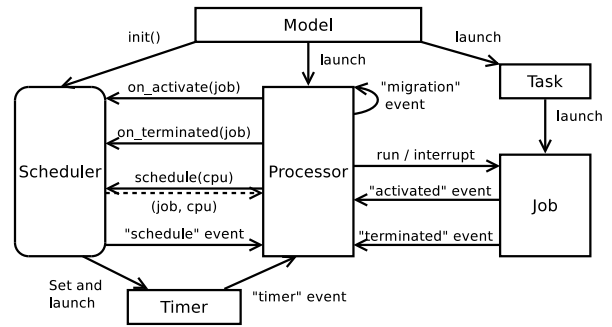 Model
init()
launch
launch
on_activate(job)
"migration"
event
Task
on_terminated(job)
launch
Scheduler
schedule(cpu)
Processor
run / interrupt
(job, cpu)
"activated" event
Job
"schedule" event
"terminated" event
Set and
launch
Timer
"timer" event